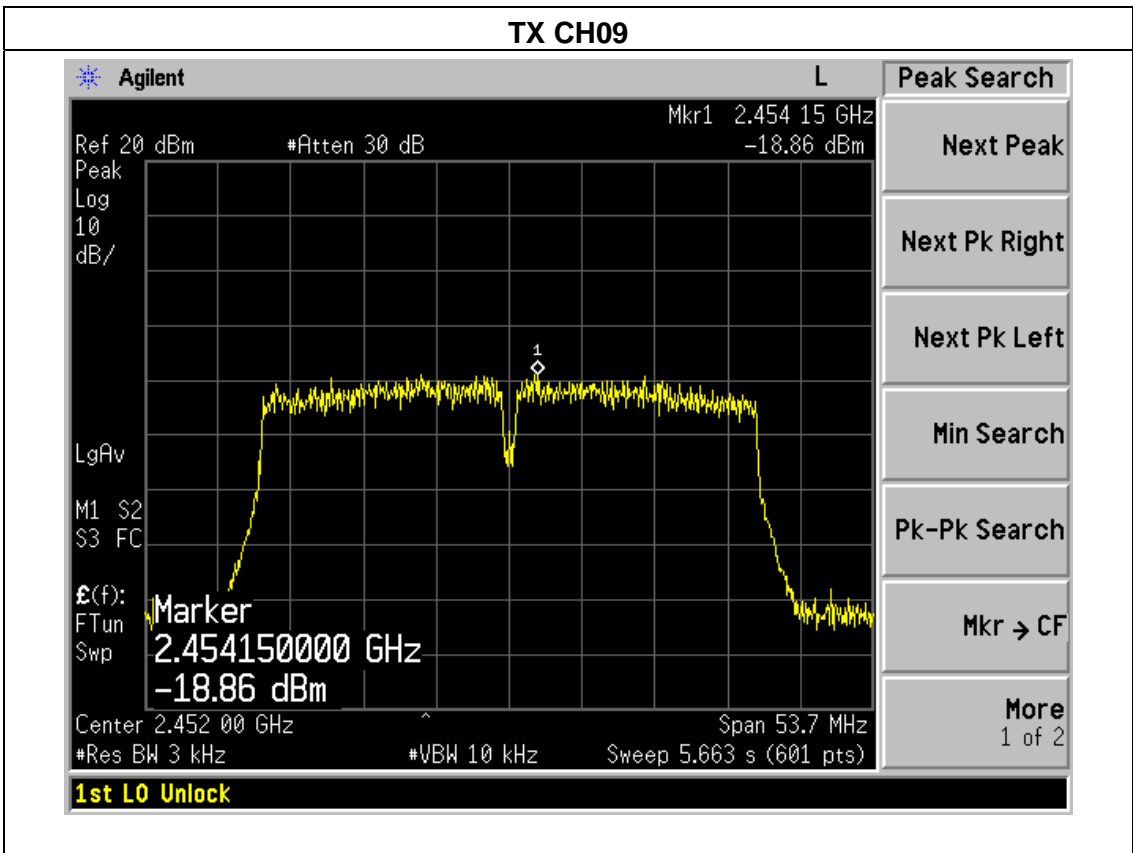 TX CH09
Agilent L Peak Search
Mkr1 2.454 15 GHz
Ref 20 dBm #Atten 30 dB -18.86 dBm
Peak
Log
10
dB/
1
LgAv
M1 S2
S3 FC
£(f):
FTun
Swp
Marker
2.454150000 GHz
-18.86 dBm
Center 2.452 00 GHz ^ Span 53.7 MHz
#Res BW 3 kHz #VBW 10 kHz Sweep 5.663 s (601 pts)
1st LO Unlock
Next Peak
Next Pk Right
Next Pk Left
Min Search
Pk-Pk Search
Mkr → CF
More
1 of 2